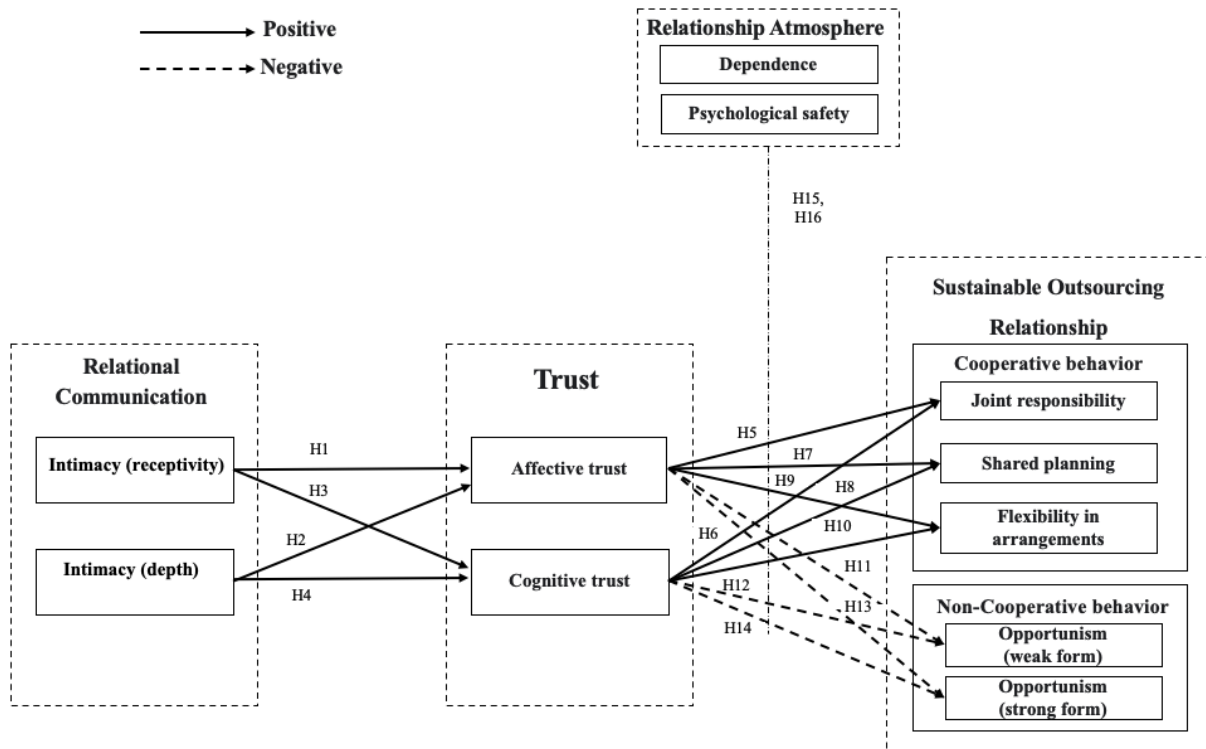 Positive
Negative
Relationship Atmosphere
Dependence
Psychological safety
H15,
H16
Sustainable Outsourcing
Relationship
Relational
Communication
Trust
Cooperative behavior
Joint responsibility
Intimacy (receptivity)
H1
Affective trust
H5
H7
Shared planning
H3
H9
H8
Flexibility in
arrangements
H2
H6
H10
Intimacy (depth)
H4
Cognitive trust
H11
H12
H13
H14
Non-Cooperative behavior
Opportunism
(weak form)
Opportunism
(strong form)